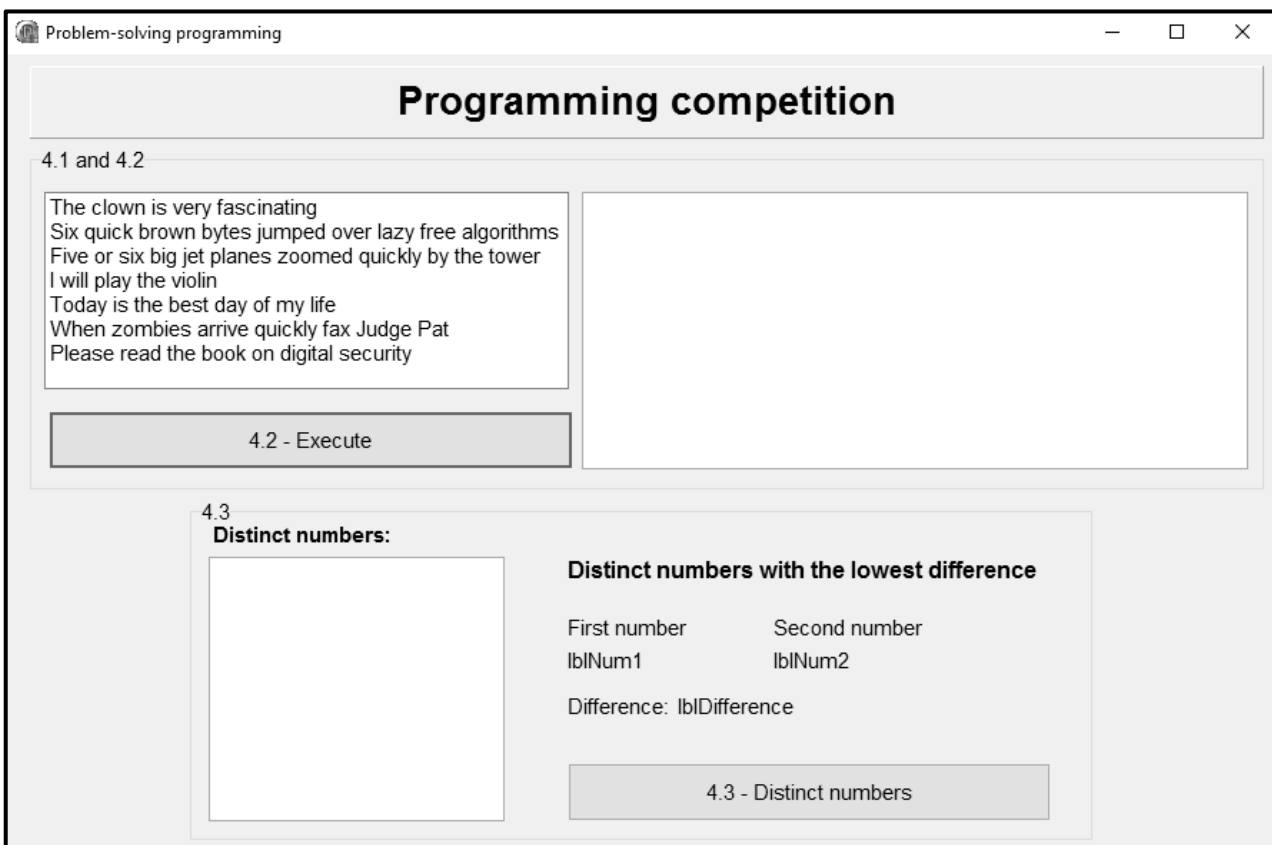 Problem-solving programming
Programming competition
4.1 and 4.2
The clown is very fascinating
Six quick brown bytes jumped over lazy free algorithms
Five or six big jet planes zoomed quickly by the tower
I will play the violin
Today is the best day of my life
When zombies arrive quickly fax Judge Pat
Please read the book on digital security
4.2 - Execute
4.3
Distinct numbers:
Distinct numbers with the lowest difference
First number Second number
lblNum1 lblNum2
Difference: lblDifference
4.3 - Distinct numbers